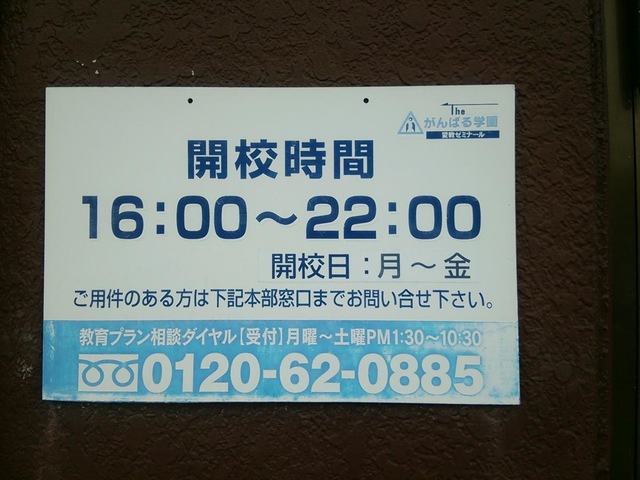 The
がんばる学園
愛教ゼミナール
開校時間
16:00～22:00
開校日:月～金
ご用件のある方は下記本部窓口までお問い合せ下さい。
教育プラン相談ダイヤル【受付】月曜～土曜PM1:30～10:30
0120-62-0885